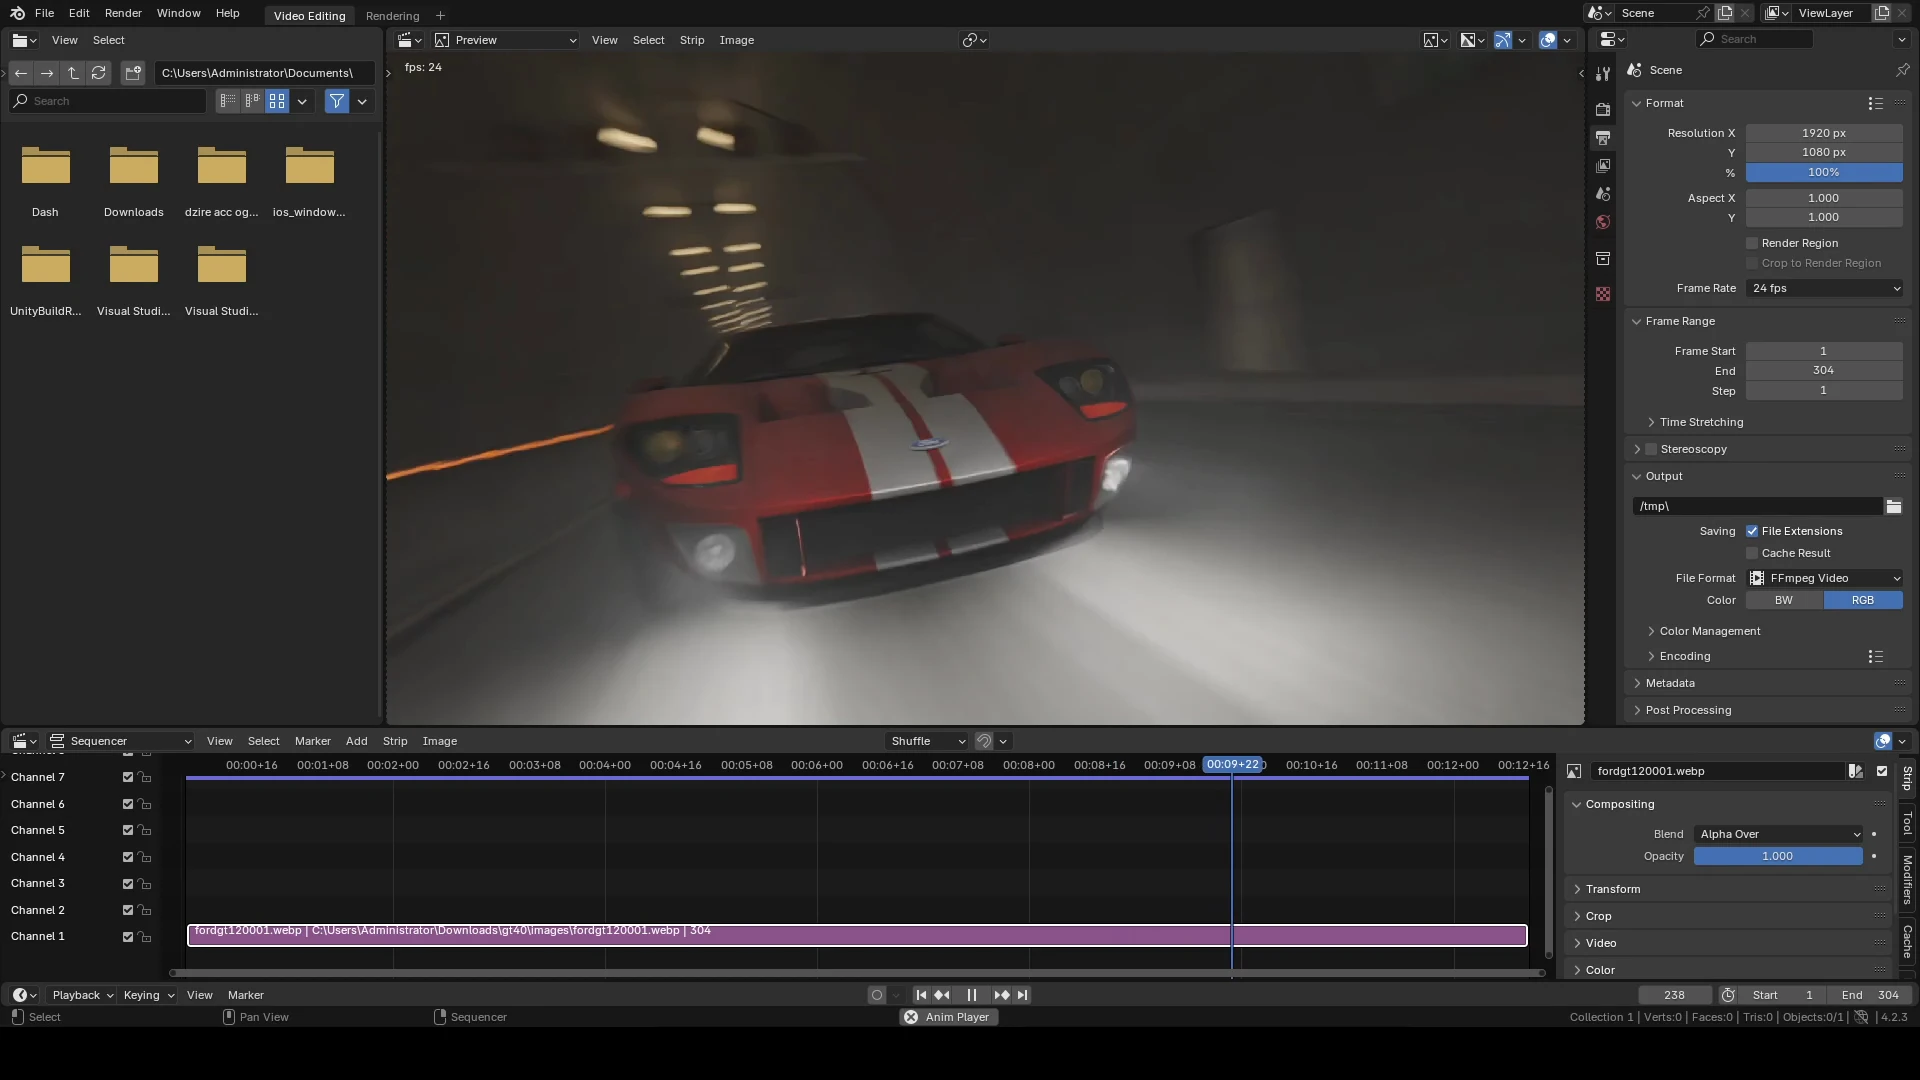 File Edit Render Window Help Video Editing Rendering + Scene ViewLayer
View Select Preview View Select Strip Image Search
C:\Users\Administrator\Documents\
Search
Dash Downloads dzire acc og... ios_window...
UnityBuildR... Visual Studi... Visual Studi...
fps: 24
Scene
Format
Resolution X 1920 px
Y 1080 px
% 100%
Aspect X 1.000
Y 1.000
Render Region
Crop to Render Region
Frame Rate 24 fps
Frame Range
Frame Start 1
End 304
Step 1
Time Stretching
Stereoscopy
Output
/tmp\
Saving File Extensions
Cache Result
File Format FFmpeg Video
Color BW RGB
Color Management
Encoding
Metadata
Post Processing
Sequencer View Select Marker Add Strip Image Shuffle
00:00+16 00:01+08 00:02+00 00:02+16 00:03+08 00:04+00 00:04+16 00:05+08 00:06+00 00:06+16 00:07+08 00:08+00 00:08+16 00:09+08 00:09+22 00:10+16 00:11+08 00:12+00 00:12+16
Channel 7
Channel 6
Channel 5
Channel 4
Channel 3
Channel 2
Channel 1
fordgt120001.webp | C:\Users\Administrator\Downloads\gt40\images\fordgt120001.webp | 304
fordgt120001.webp
Compositing
Blend Alpha Over
Opacity 1.000
Transform
Crop
Video
Color
Strip
Tool
Modifiers
Cache
Playback Keying View Marker 238 Start 1 End 304
Select Pan View Sequencer Anim Player Collection 1 | Verts:0 | Faces:0 | Tris:0 | Objects:0/1 | 4.2.3